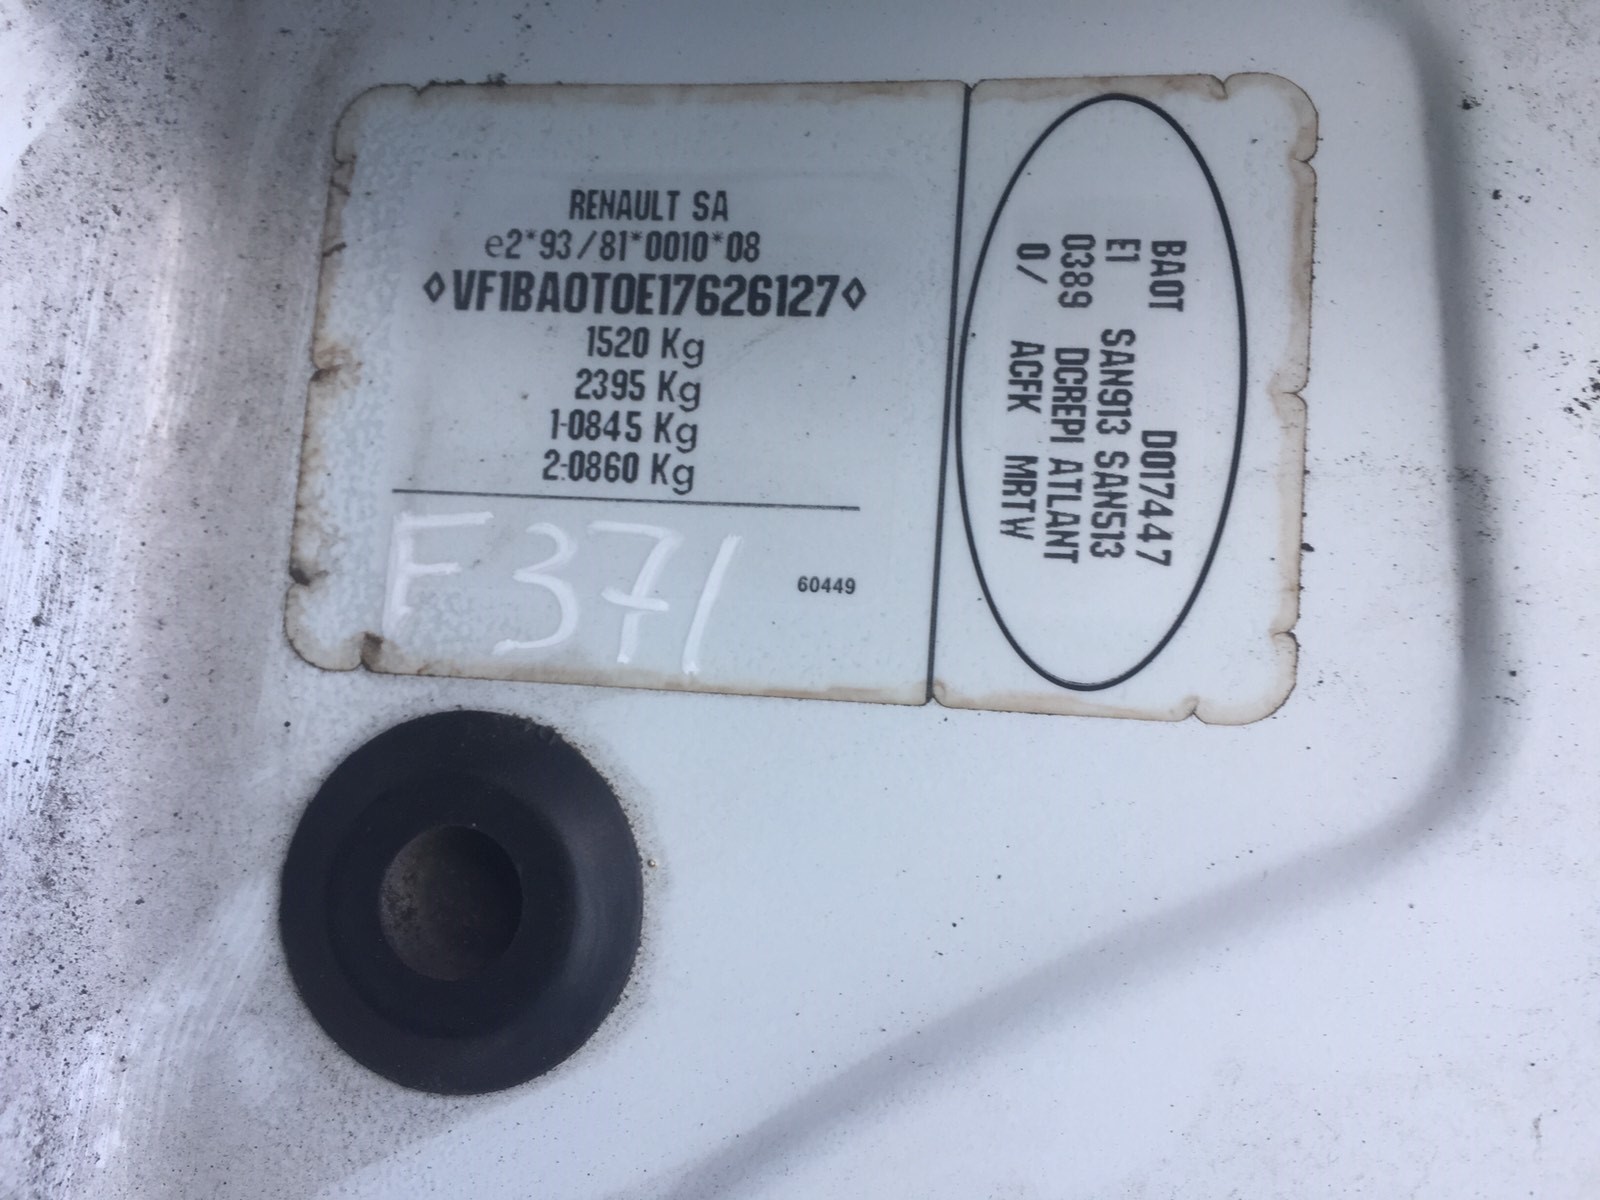 RENAULT SA
e2*93/81*0010*08
◊VF1BA0T0E17626127◊
1520 Kg
2395 Kg
1-0845 Kg
2-0860 Kg
F371
60449
BA0T D017447
E1 SAN913 SAN513
0389 DCREPI ATLANT
0/ ACFK MRTW